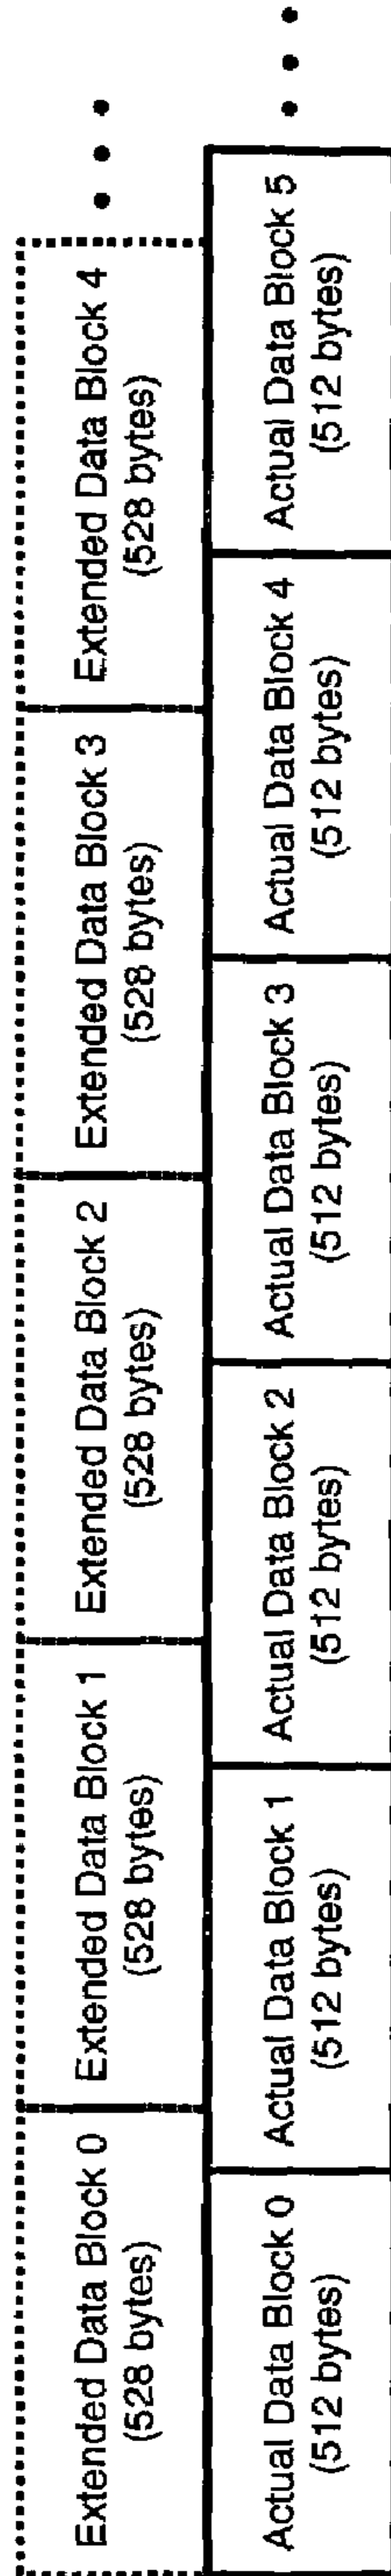 Extended Data Block 0
(528 bytes)
Extended Data Block 1
(528 bytes)
Extended Data Block 2
(528 bytes)
Extended Data Block 3
(528 bytes)
Extended Data Block 4
(528 bytes)
Actual Data Block 0
(512 bytes)
Actual Data Block 1
(512 bytes)
Actual Data Block 2
(512 bytes)
Actual Data Block 3
(512 bytes)
Actual Data Block 4
(512 bytes)
Actual Data Block 5
(512 bytes)